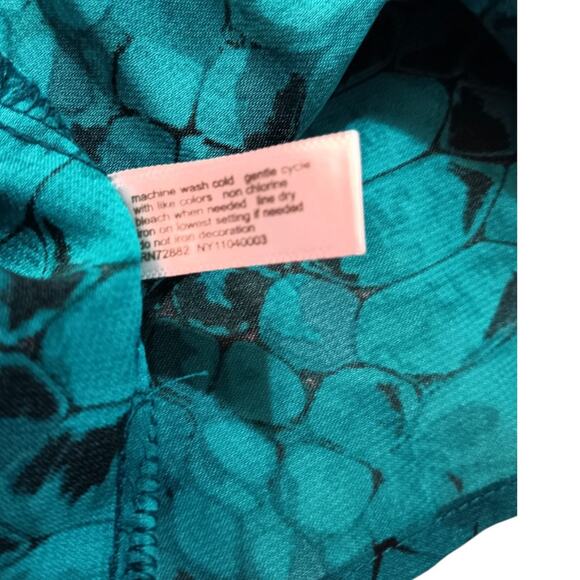 machine wash cold gentle cycle
with like colors non chlorine
bleach when needed line dry
iron on lowest setting if needed
do not iron decoration
RN72882 NY11040003